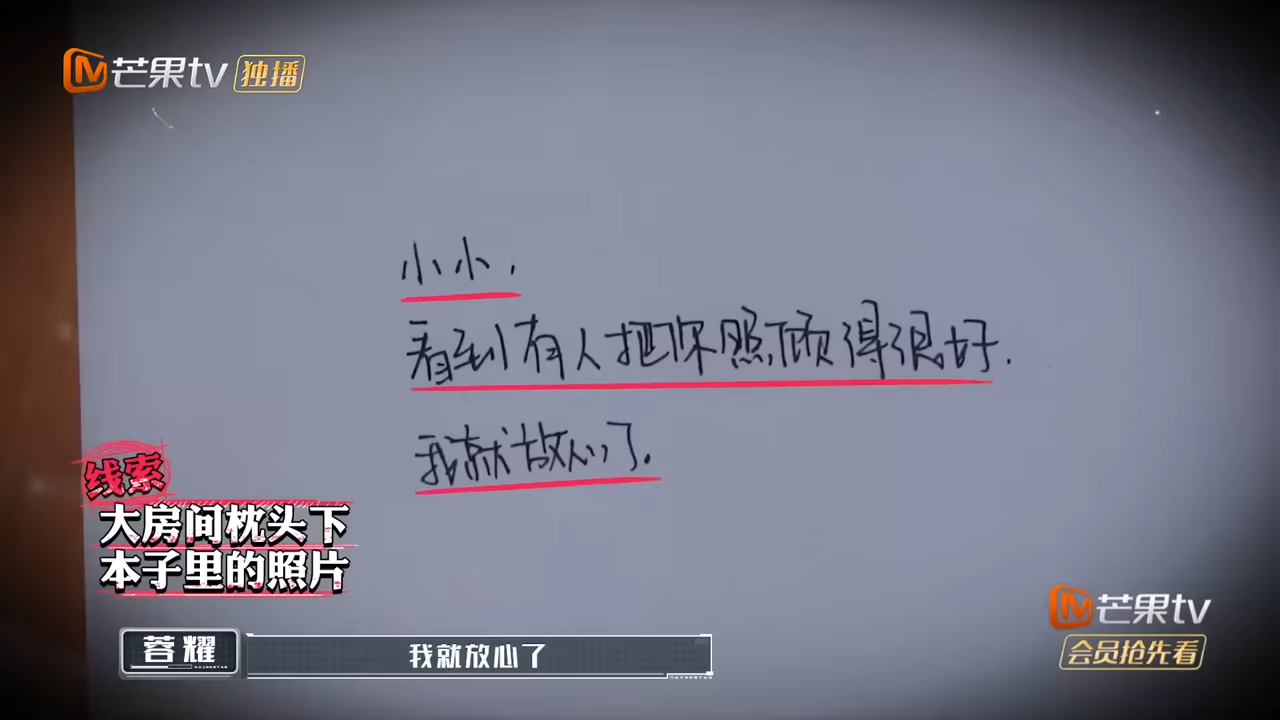 芒果tv 独播
小小，
看到有人把你照顾得很好.
我就放心了.
线索
大房间枕头下
本子里的照片
蓉耀
我就放心了
芒果tv
会员抢先看